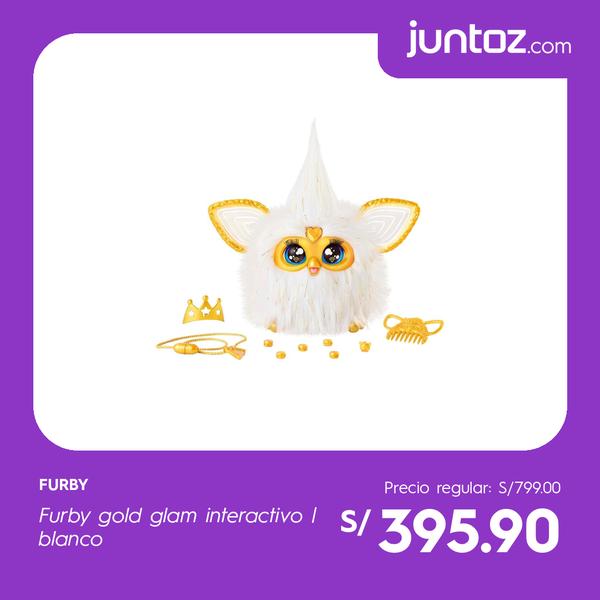 juntoz.com
FURBY
Furby gold glam interactivo |
blanco
Precio regular: S/799.00
S/395.90